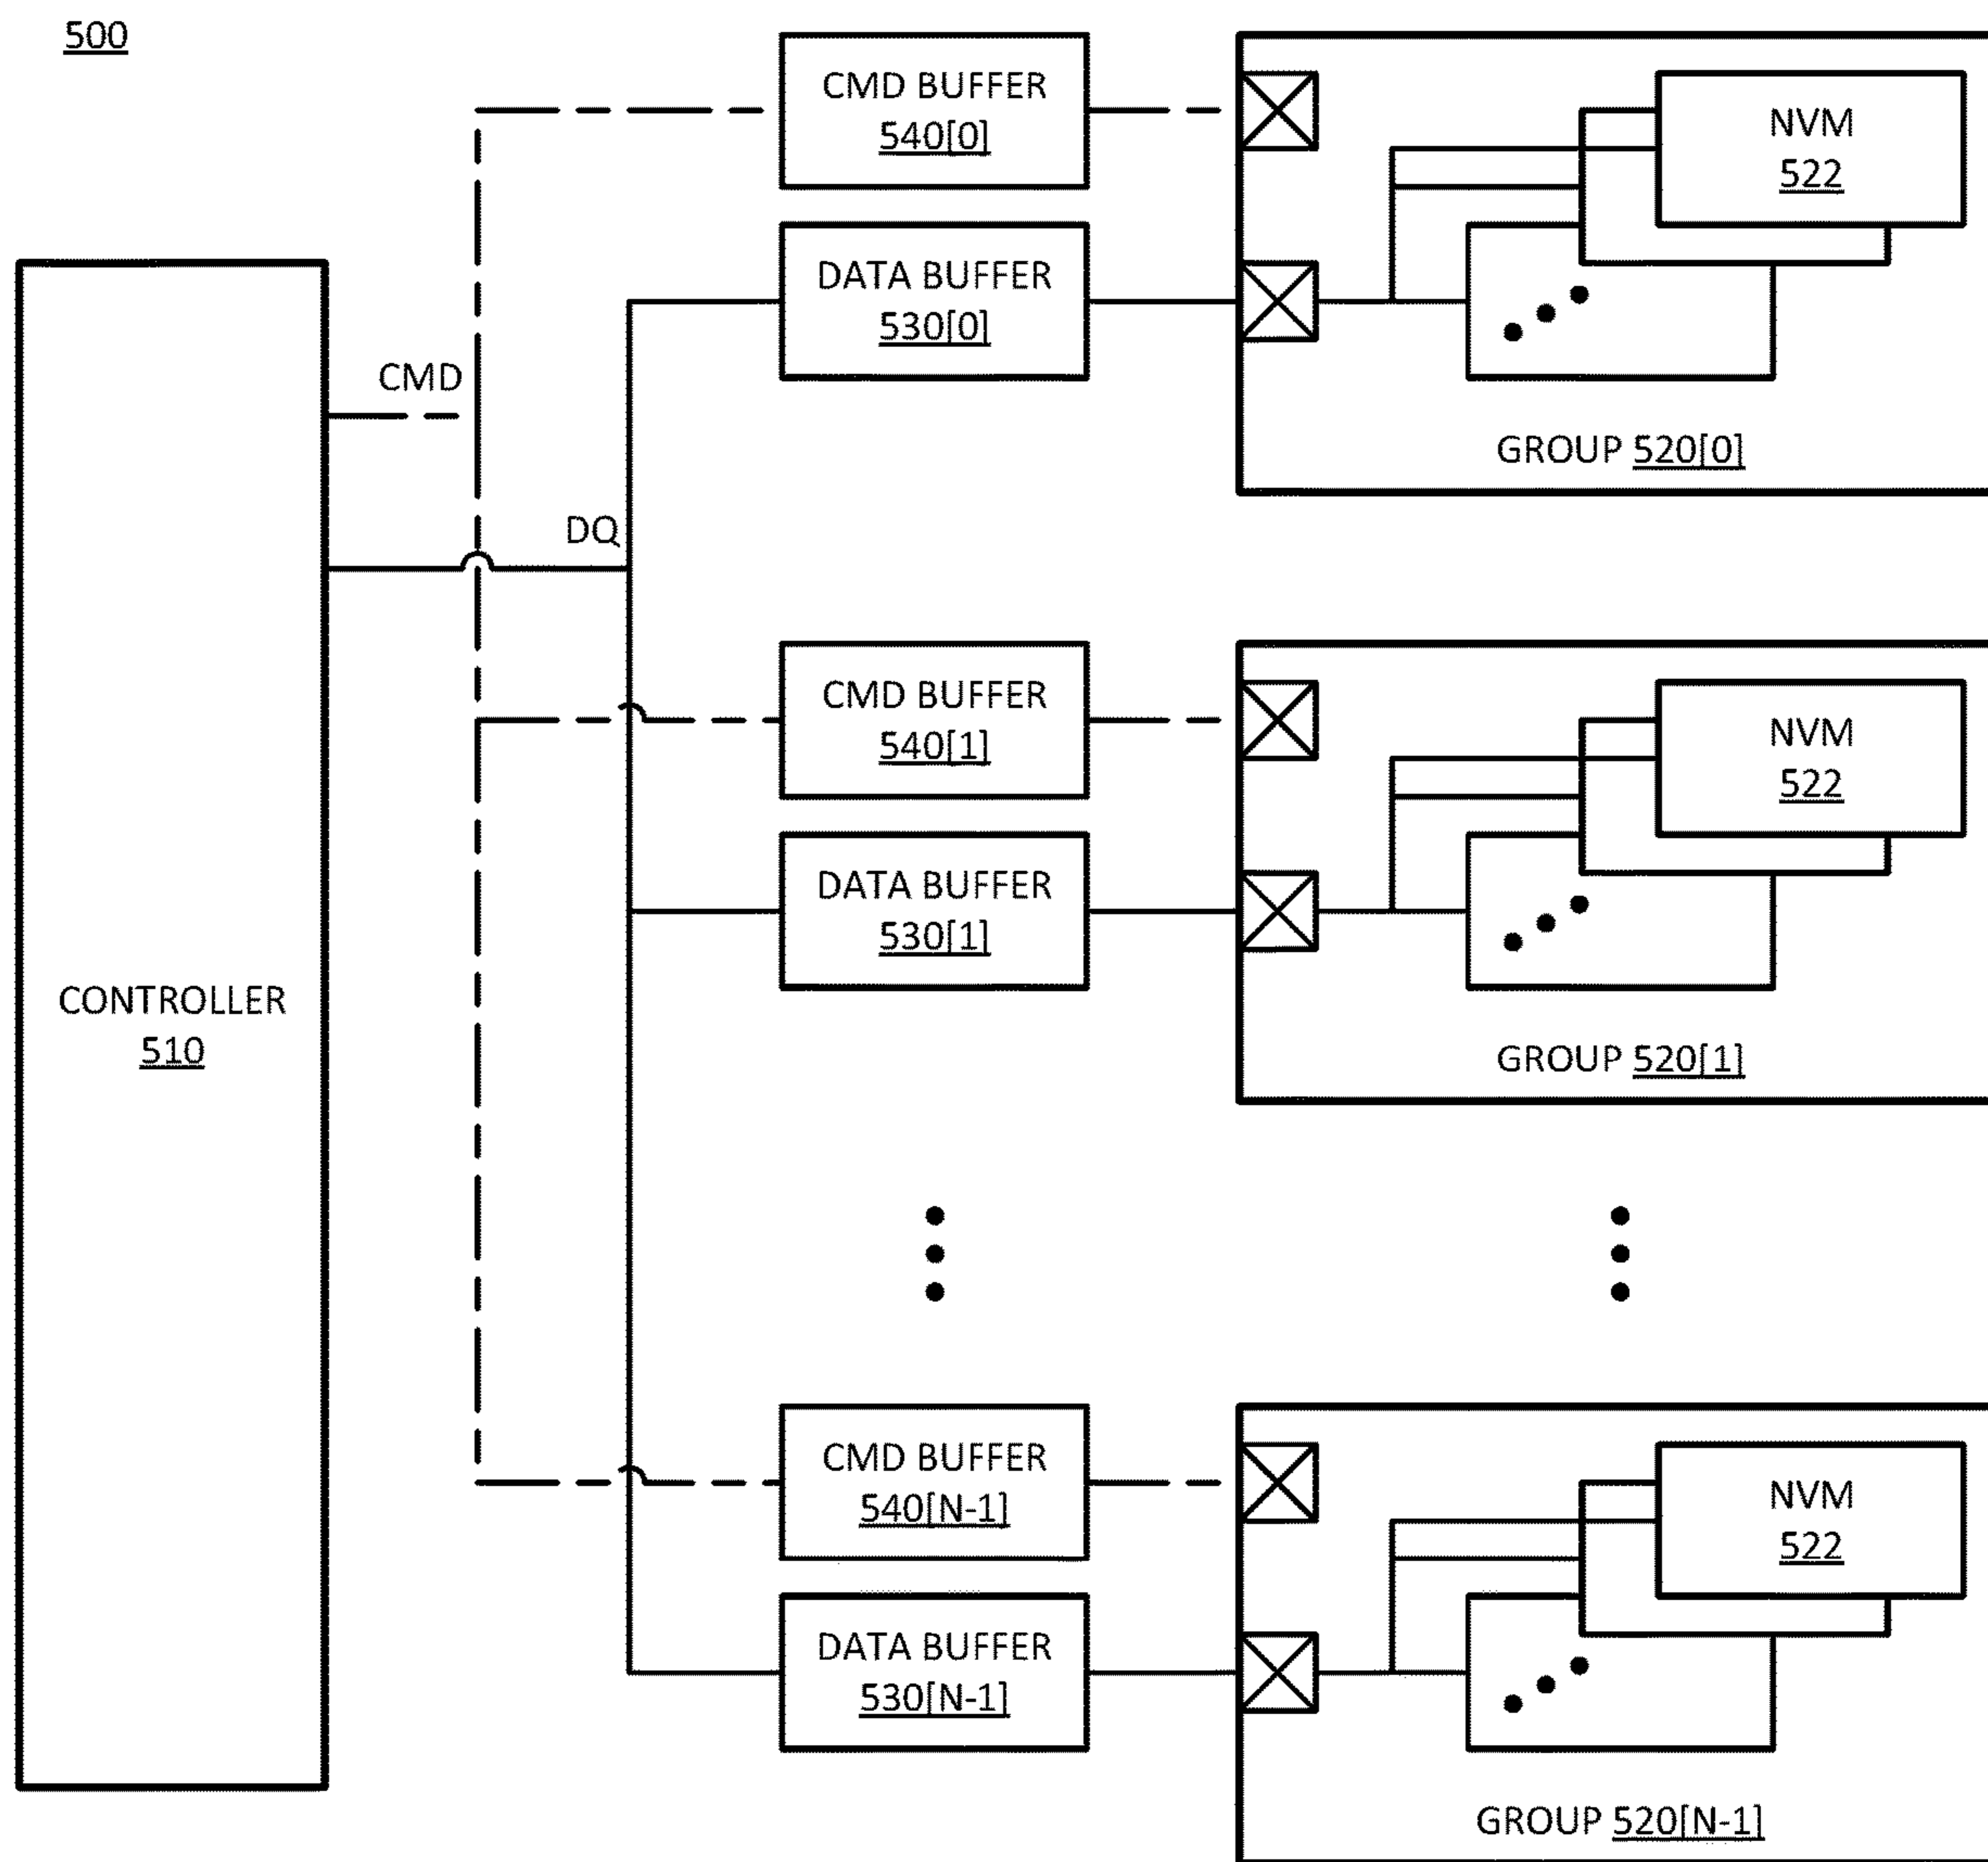 500
CMD BUFFER
540[0]
NVM
522
DATA BUFFER
530[0]
CMD
GROUP 520[0]
DQ
CMD BUFFER
540[1]
NVM
522
DATA BUFFER
530[1]
CONTROLLER
510
GROUP 520[1]
CMD BUFFER
540[N-1]
NVM
522
DATA BUFFER
530[N-1]
GROUP 520[N-1]